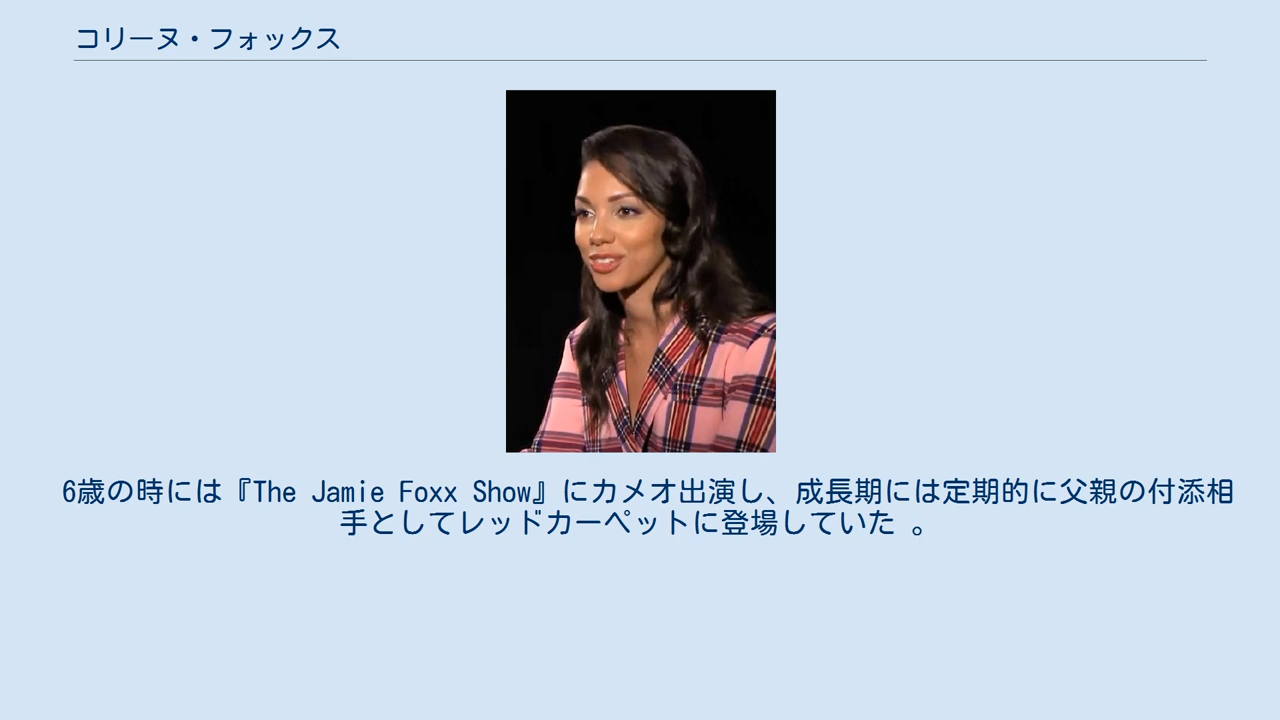 コリーヌ・フォックス
6歳の時には『The Jamie Foxx Show』にカメオ出演し、成長期には定期的に父親の付添相
手としてレッドカーペットに登場していた 。